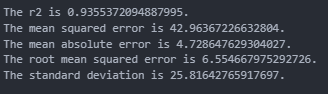 The r2 is 0.9355372094887995.
The mean squared error is 42.96367226632804.
The mean absolute error is 4.728647629304027.
The root mean squared error is 6.554667975292726.
The standard deviation is 25.81642765917697.